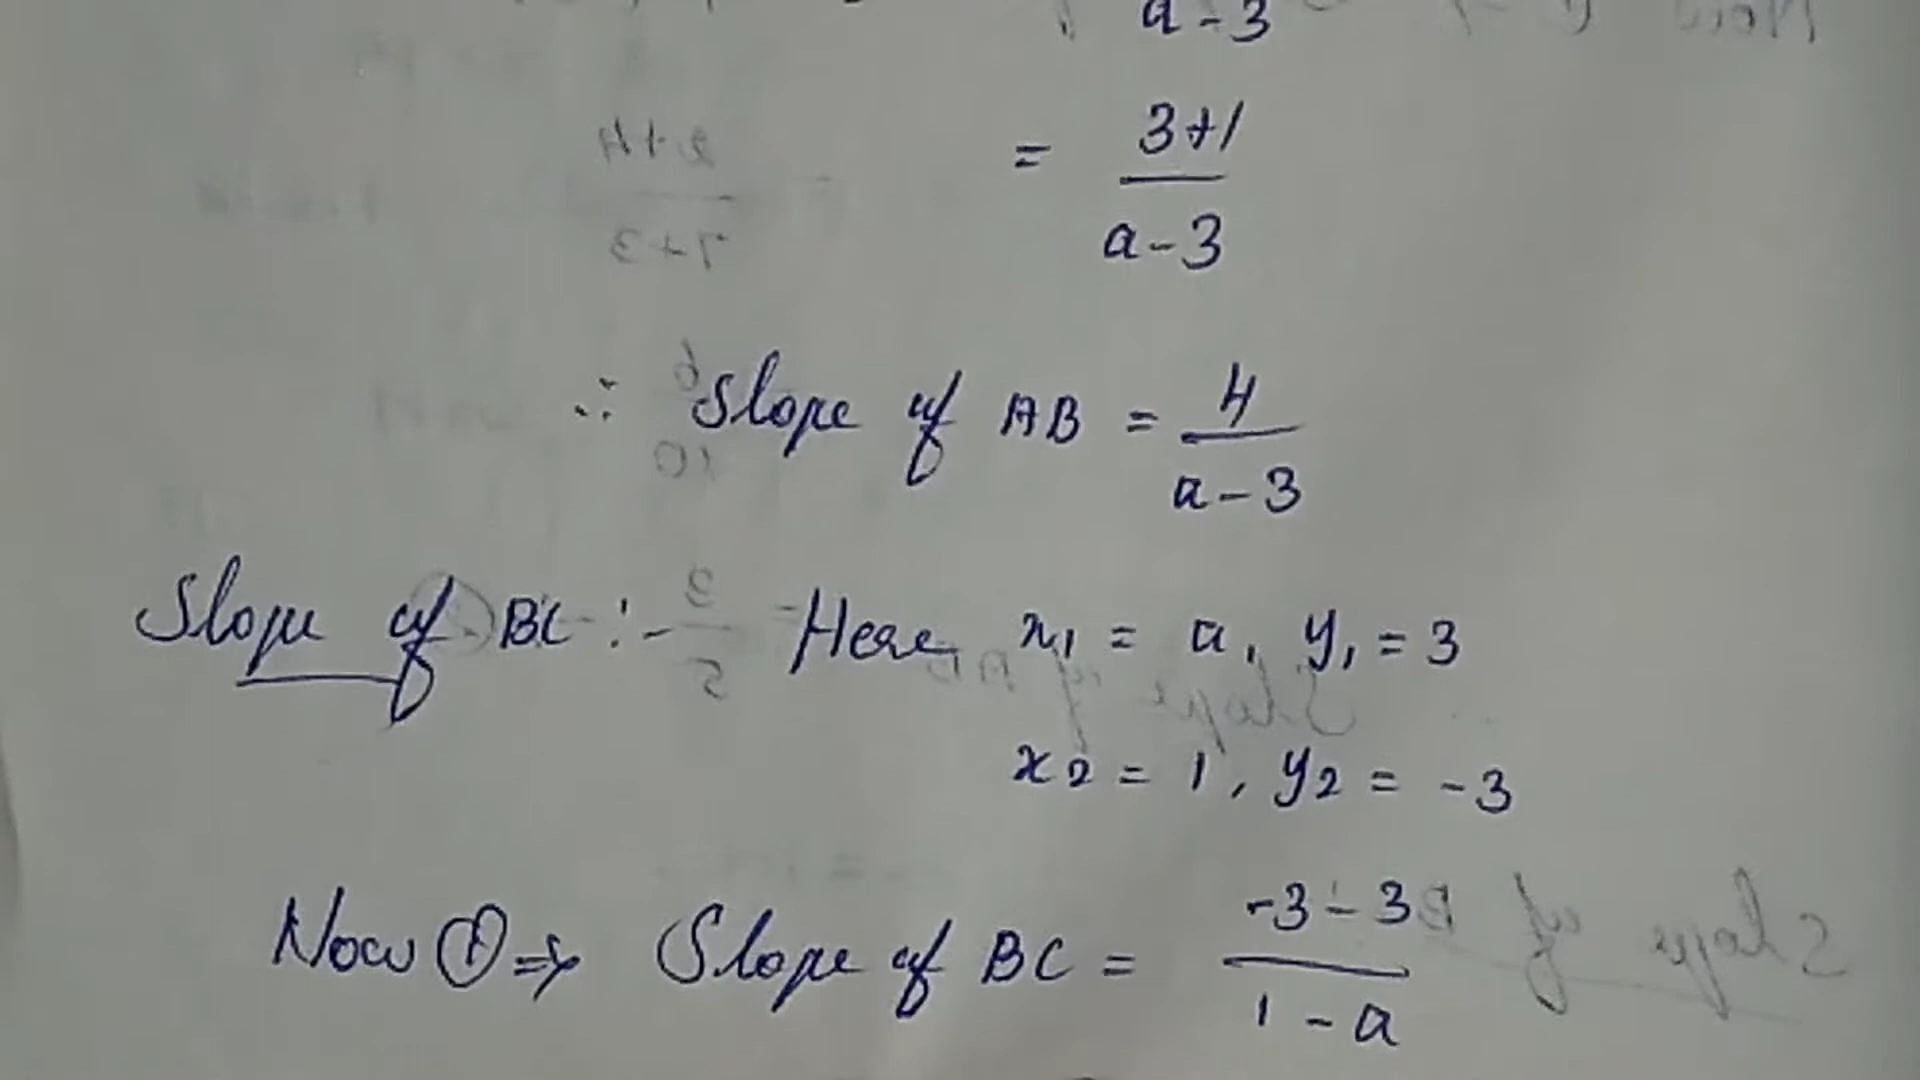 a-3
= 3+1
a-3
∴ Slope of AB = 4
a-3
Slope of BC :- Here x1 = a, y1 = 3
x2 = 1, y2 = -3
Now ① ⇒ Slope of BC = -3-3
1-a